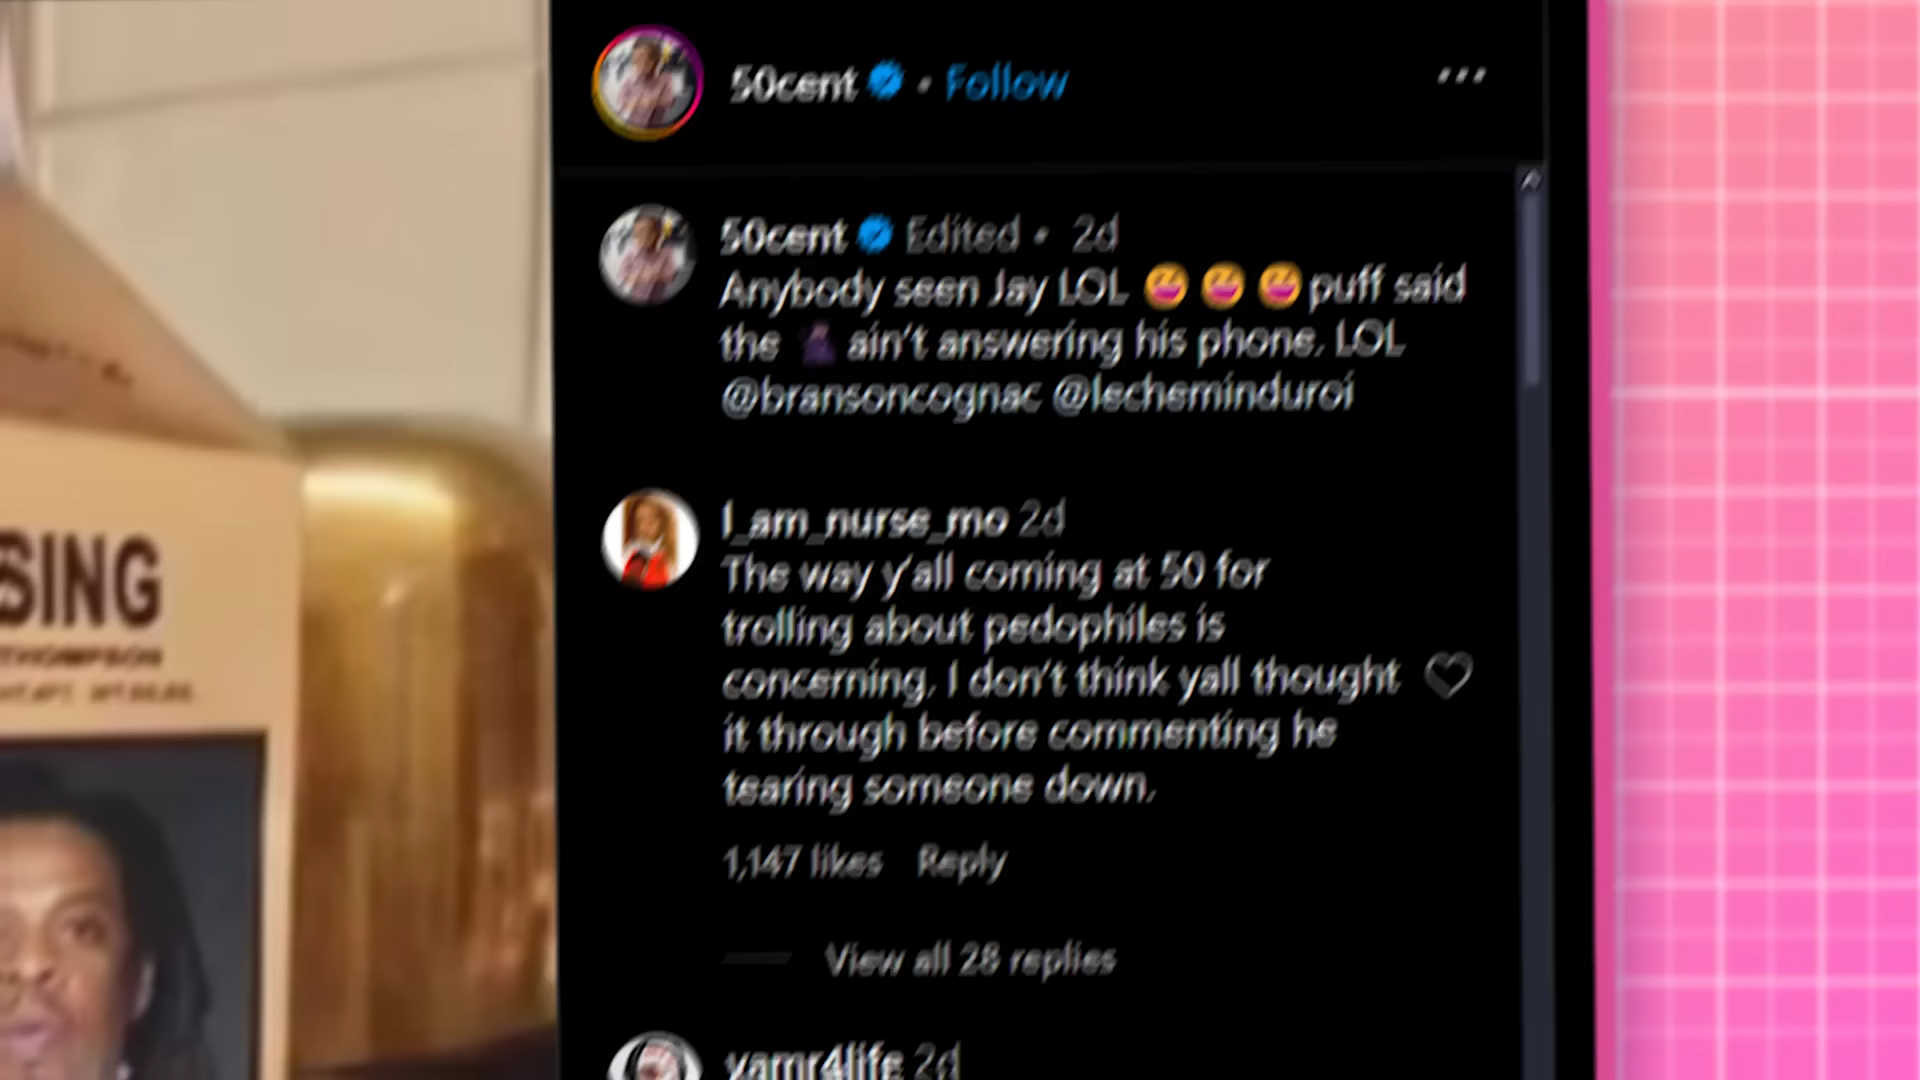 50cent • Follow
50cent Edited • 2d
Anybody seen Jay LOL 😆😆😆puff said
the 🥷🏿 ain't answering his phone. LOL
@bransoncognac @lecheminduroi
I_am_nurse_mo 2d
The way y'all coming at 50 for
trolling about pedophiles is
concerning. I don't think yall thought
it through before commenting he
tearing someone down.
1,147 likes Reply
View all 28 replies
yamr4life 2d
SING
THOMPSON